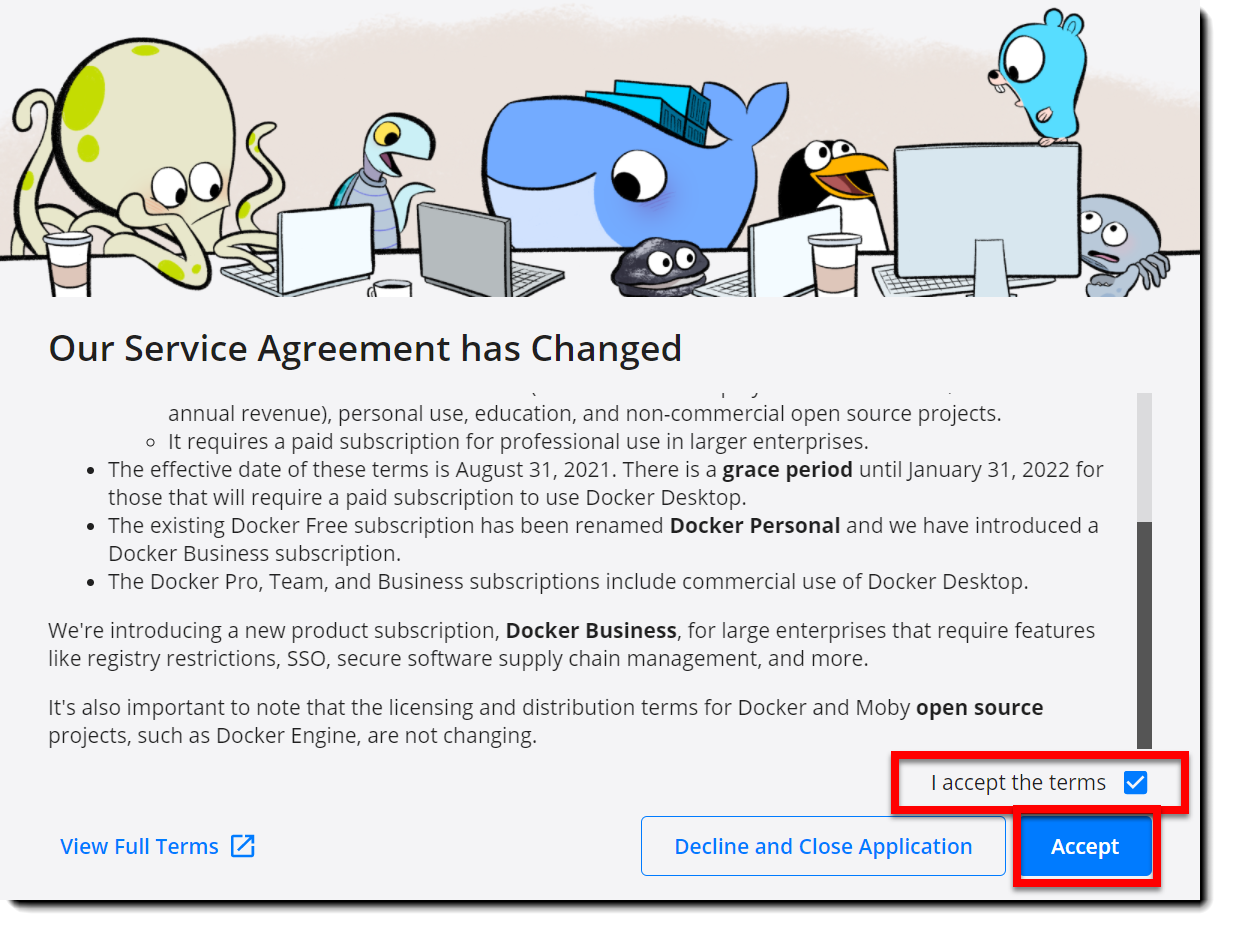 Our Service Agreement has Changed
annual revenue), personal use, education, and non-commercial open source projects.
It requires a paid subscription for professional use in larger enterprises.
The effective date of these terms is August 31, 2021. There is a grace period until January 31, 2022 for
those that will require a paid subscription to use Docker Desktop.
The existing Docker Free subscription has been renamed Docker Personal and we have introduced a
Docker Business subscription.
The Docker Pro, Team, and Business subscriptions include commercial use of Docker Desktop.
We're introducing a new product subscription, Docker Business, for large enterprises that require features
like registry restrictions, SSO, secure software supply chain management, and more.
It's also important to note that the licensing and distribution terms for Docker and Moby open source
projects, such as Docker Engine, are not changing.
I accept the terms
View Full Terms
Decline and Close Application
Accept